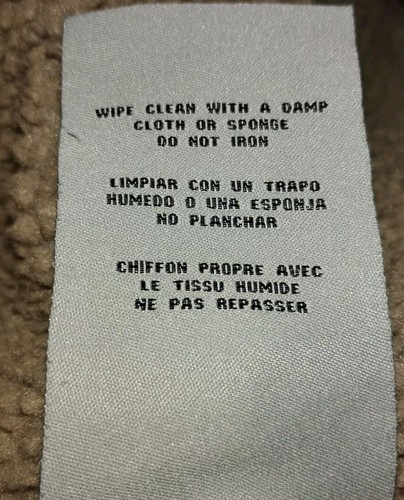 WIPE CLEAN WITH A DAMP
CLOTH OR SPONGE
DO NOT IRON
LIMPIAR CON UN TRAPO
HUMEDO O UNA ESPONJA
NO PLANCHAR
CHIFFON PROPRE AVEC
LE TISSU HUMIDE
NE PAS REPASSER